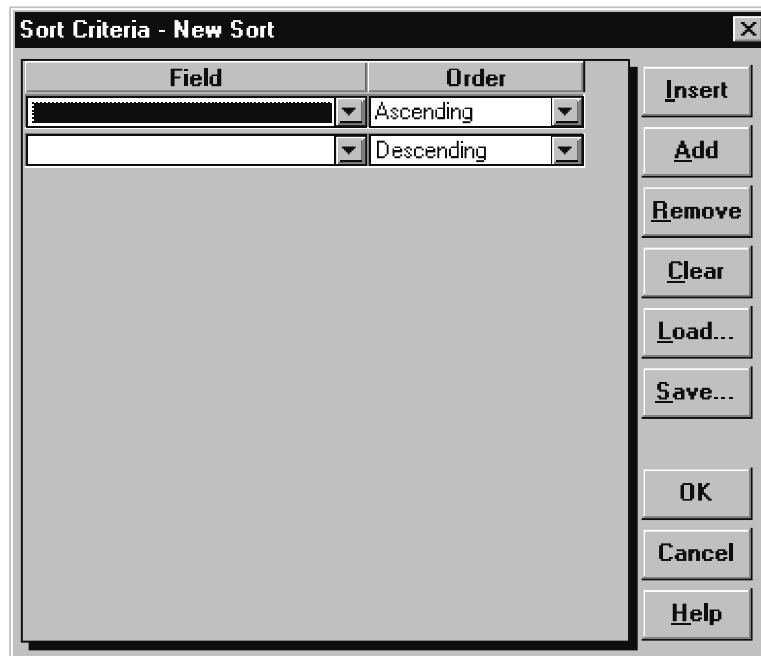 Sort Criteria - New Sort
Field Order
Ascending
Descending
Insert
Add
Remove
Clear
Load...
Save...
OK
Cancel
Help